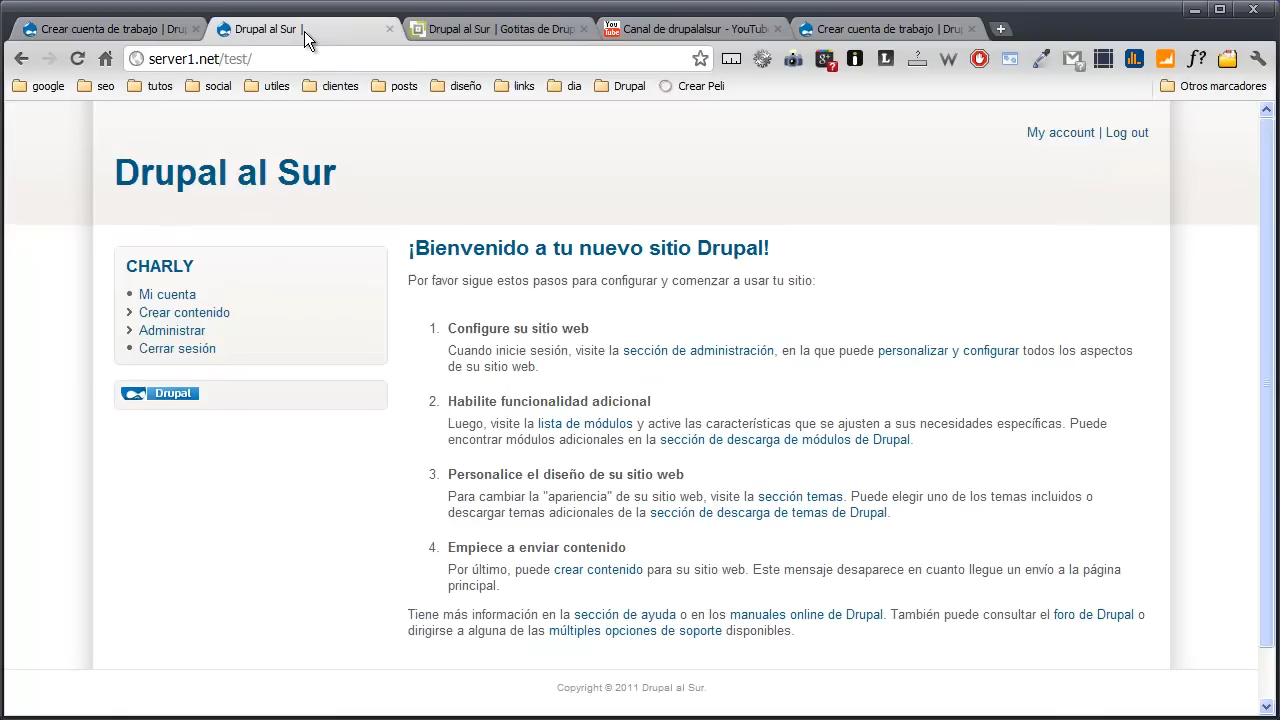 Crear cuenta de trabajo | Dru
Drupal al Sur |
Drupal al Sur | Gotitas de Drup
Canal de drupalalsur - YouTub
Crear cuenta de trabajo | Dru
server1.net/test/
google
seo
tutos
social
utiles
clientes
posts
diseño
links
dia
Drupal
Crear Peli
Otros marcadores
My account | Log out
Drupal al Sur
CHARLY
Mi cuenta
Crear contenido
Administrar
Cerrar sesión
Drupal
¡Bienvenido a tu nuevo sitio Drupal!
Por favor sigue estos pasos para configurar y comenzar a usar tu sitio:
1. Configure su sitio web
Cuando inicie sesión, visite la sección de administración, en la que puede personalizar y configurar todos los aspectos
de su sitio web.
2. Habilite funcionalidad adicional
Luego, visite la lista de módulos y active las características que se ajusten a sus necesidades específicas. Puede
encontrar módulos adicionales en la sección de descarga de módulos de Drupal.
3. Personalice el diseño de su sitio web
Para cambiar la "apariencia" de su sitio web, visite la sección temas. Puede elegir uno de los temas incluidos o
descargar temas adicionales de la sección de descarga de temas de Drupal.
4. Empiece a enviar contenido
Por último, puede crear contenido para su sitio web. Este mensaje desaparece en cuanto llegue un envío a la página
principal.
Tiene más información en la sección de ayuda o en los manuales online de Drupal. También puede consultar el foro de Drupal o
dirigirse a alguna de las múltiples opciones de soporte disponibles.
Copyright © 2011 Drupal al Sur.